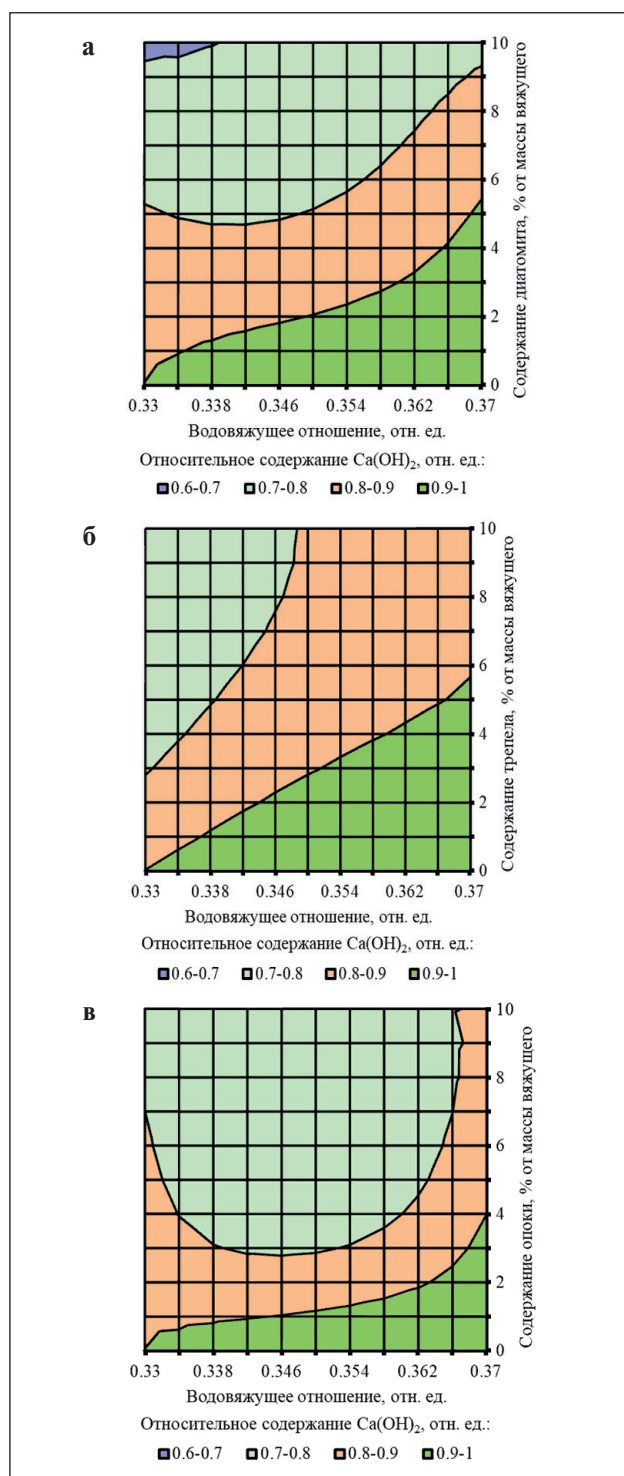 а
10
8
6
4
2
0
Содержание диатомита, % от массы вяжущего
0.33 0.338 0.346 0.354 0.362 0.37
Водовяжущее отношение, отн. ед.
Относительное содержание Ca(OH)₂, отн. ед.:
0.6-0.7 0.7-0.8 0.8-0.9 0.9-1
б
10
8
6
4
2
0
Содержание трепела, % от массы вяжущего
0.33 0.338 0.346 0.354 0.362 0.37
Водовяжущее отношение, отн. ед.
Относительное содержание Ca(OH)₂, отн. ед.:
0.6-0.7 0.7-0.8 0.8-0.9 0.9-1
в
10
8
6
4
2
0
Содержание опоки, % от массы вяжущего
0.33 0.338 0.346 0.354 0.362 0.37
Водовяжущее отношение, отн. ед.
Относительное содержание Ca(OH)₂, отн. ед.:
0.6-0.7 0.7-0.8 0.8-0.9 0.9-1